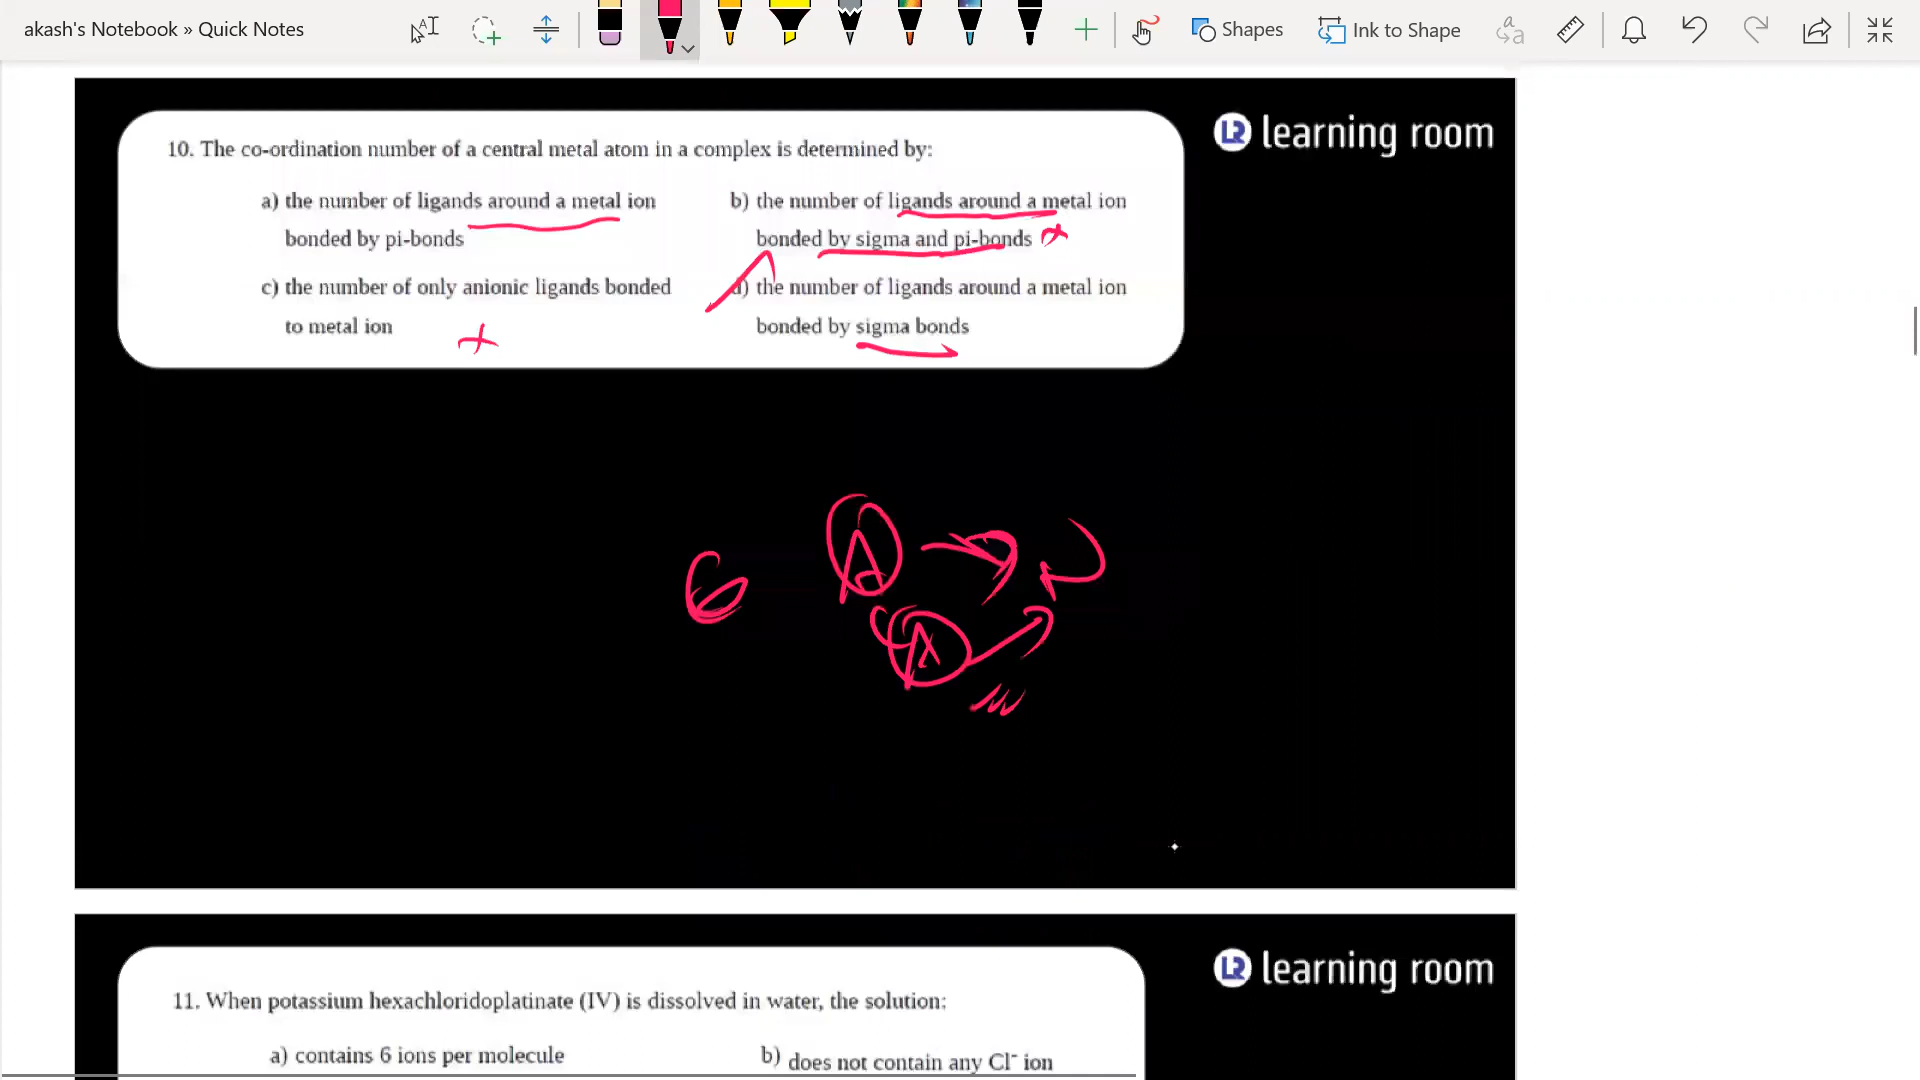 akash's Notebook » Quick Notes
Shapes
Ink to Shape
learning room
10. The co-ordination number of a central metal atom in a complex is determined by:
a) the number of ligands around a metal ion
bonded by pi-bonds
b) the number of ligands around a metal ion
bonded by sigma and pi-bonds
c) the number of only anionic ligands bonded
to metal ion
d) the number of ligands around a metal ion
bonded by sigma bonds
6
A
A
learning room
11. When potassium hexachloridoplatinate (IV) is dissolved in water, the solution:
a) contains 6 ions per molecule
b) does not contain any Cl⁻ ion